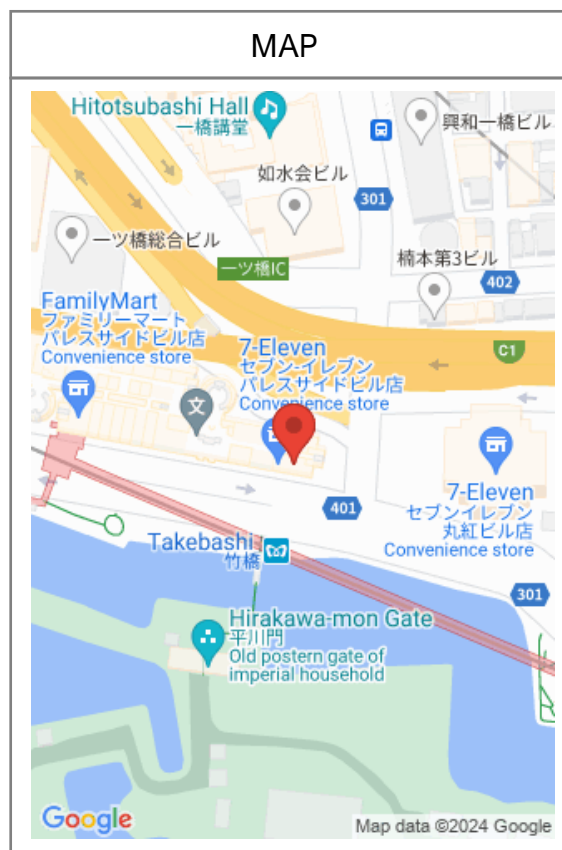 MAP
Hitotsubashi Hall
一橋講堂
興和一橋ビル
如水会ビル
301
一ツ橋総合ビル
一ツ橋IC
楠本第3ビル
402
FamilyMart
ファミリーマート
パレスサイドビル店
Convenience store
7-Eleven
セブン-イレブン
パレスサイドビル店
Convenience store
C1
文
7-Eleven
セブンイレブン
丸紅ビル店
Convenience store
401
Takebashi
竹橋
301
Hirakawa-mon Gate
平川門
Old postern gate of
imperial household
Google
Map data ©2024 Google